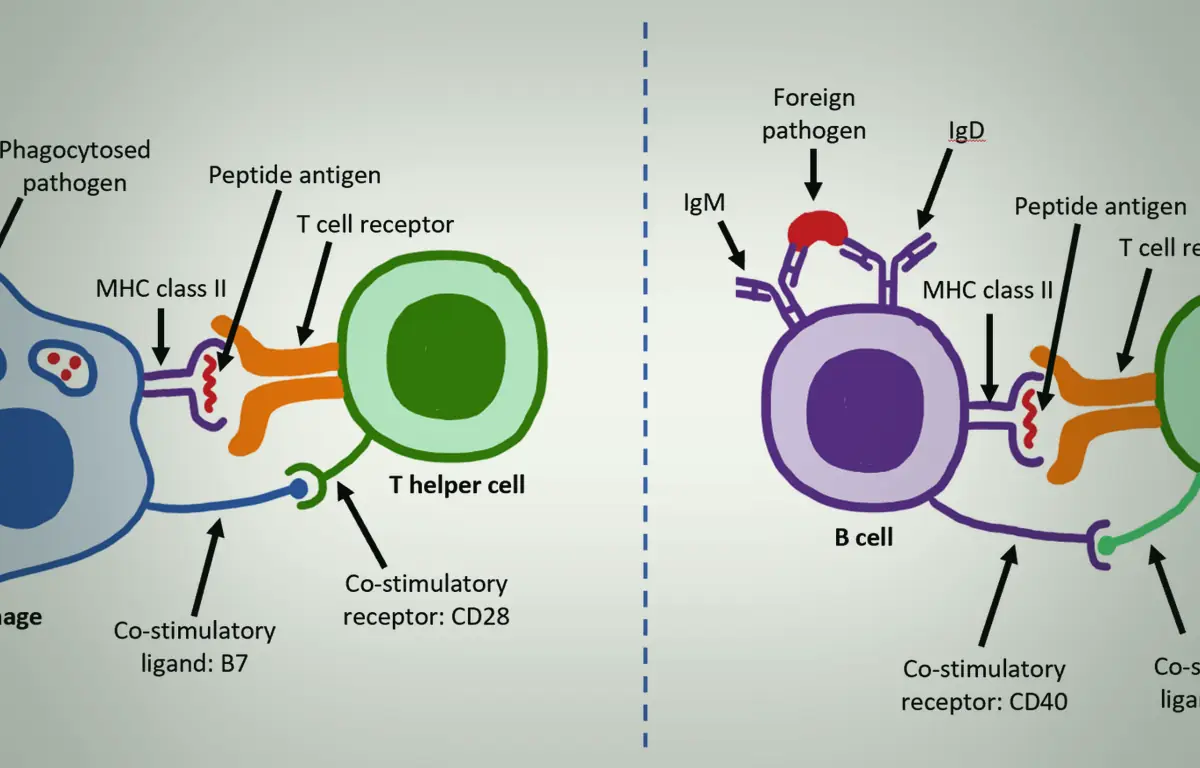 Phagocytosed
pathogen
Peptide antigen
T cell receptor
MHC class II
T helper cell
Co-stimulatory
receptor: CD28
Co-stimulatory
ligand: B7
Foreign
pathogen
IgD
IgM
Peptide antigen
T cell
MHC class II
B cell
Co-stimulatory
receptor: CD40